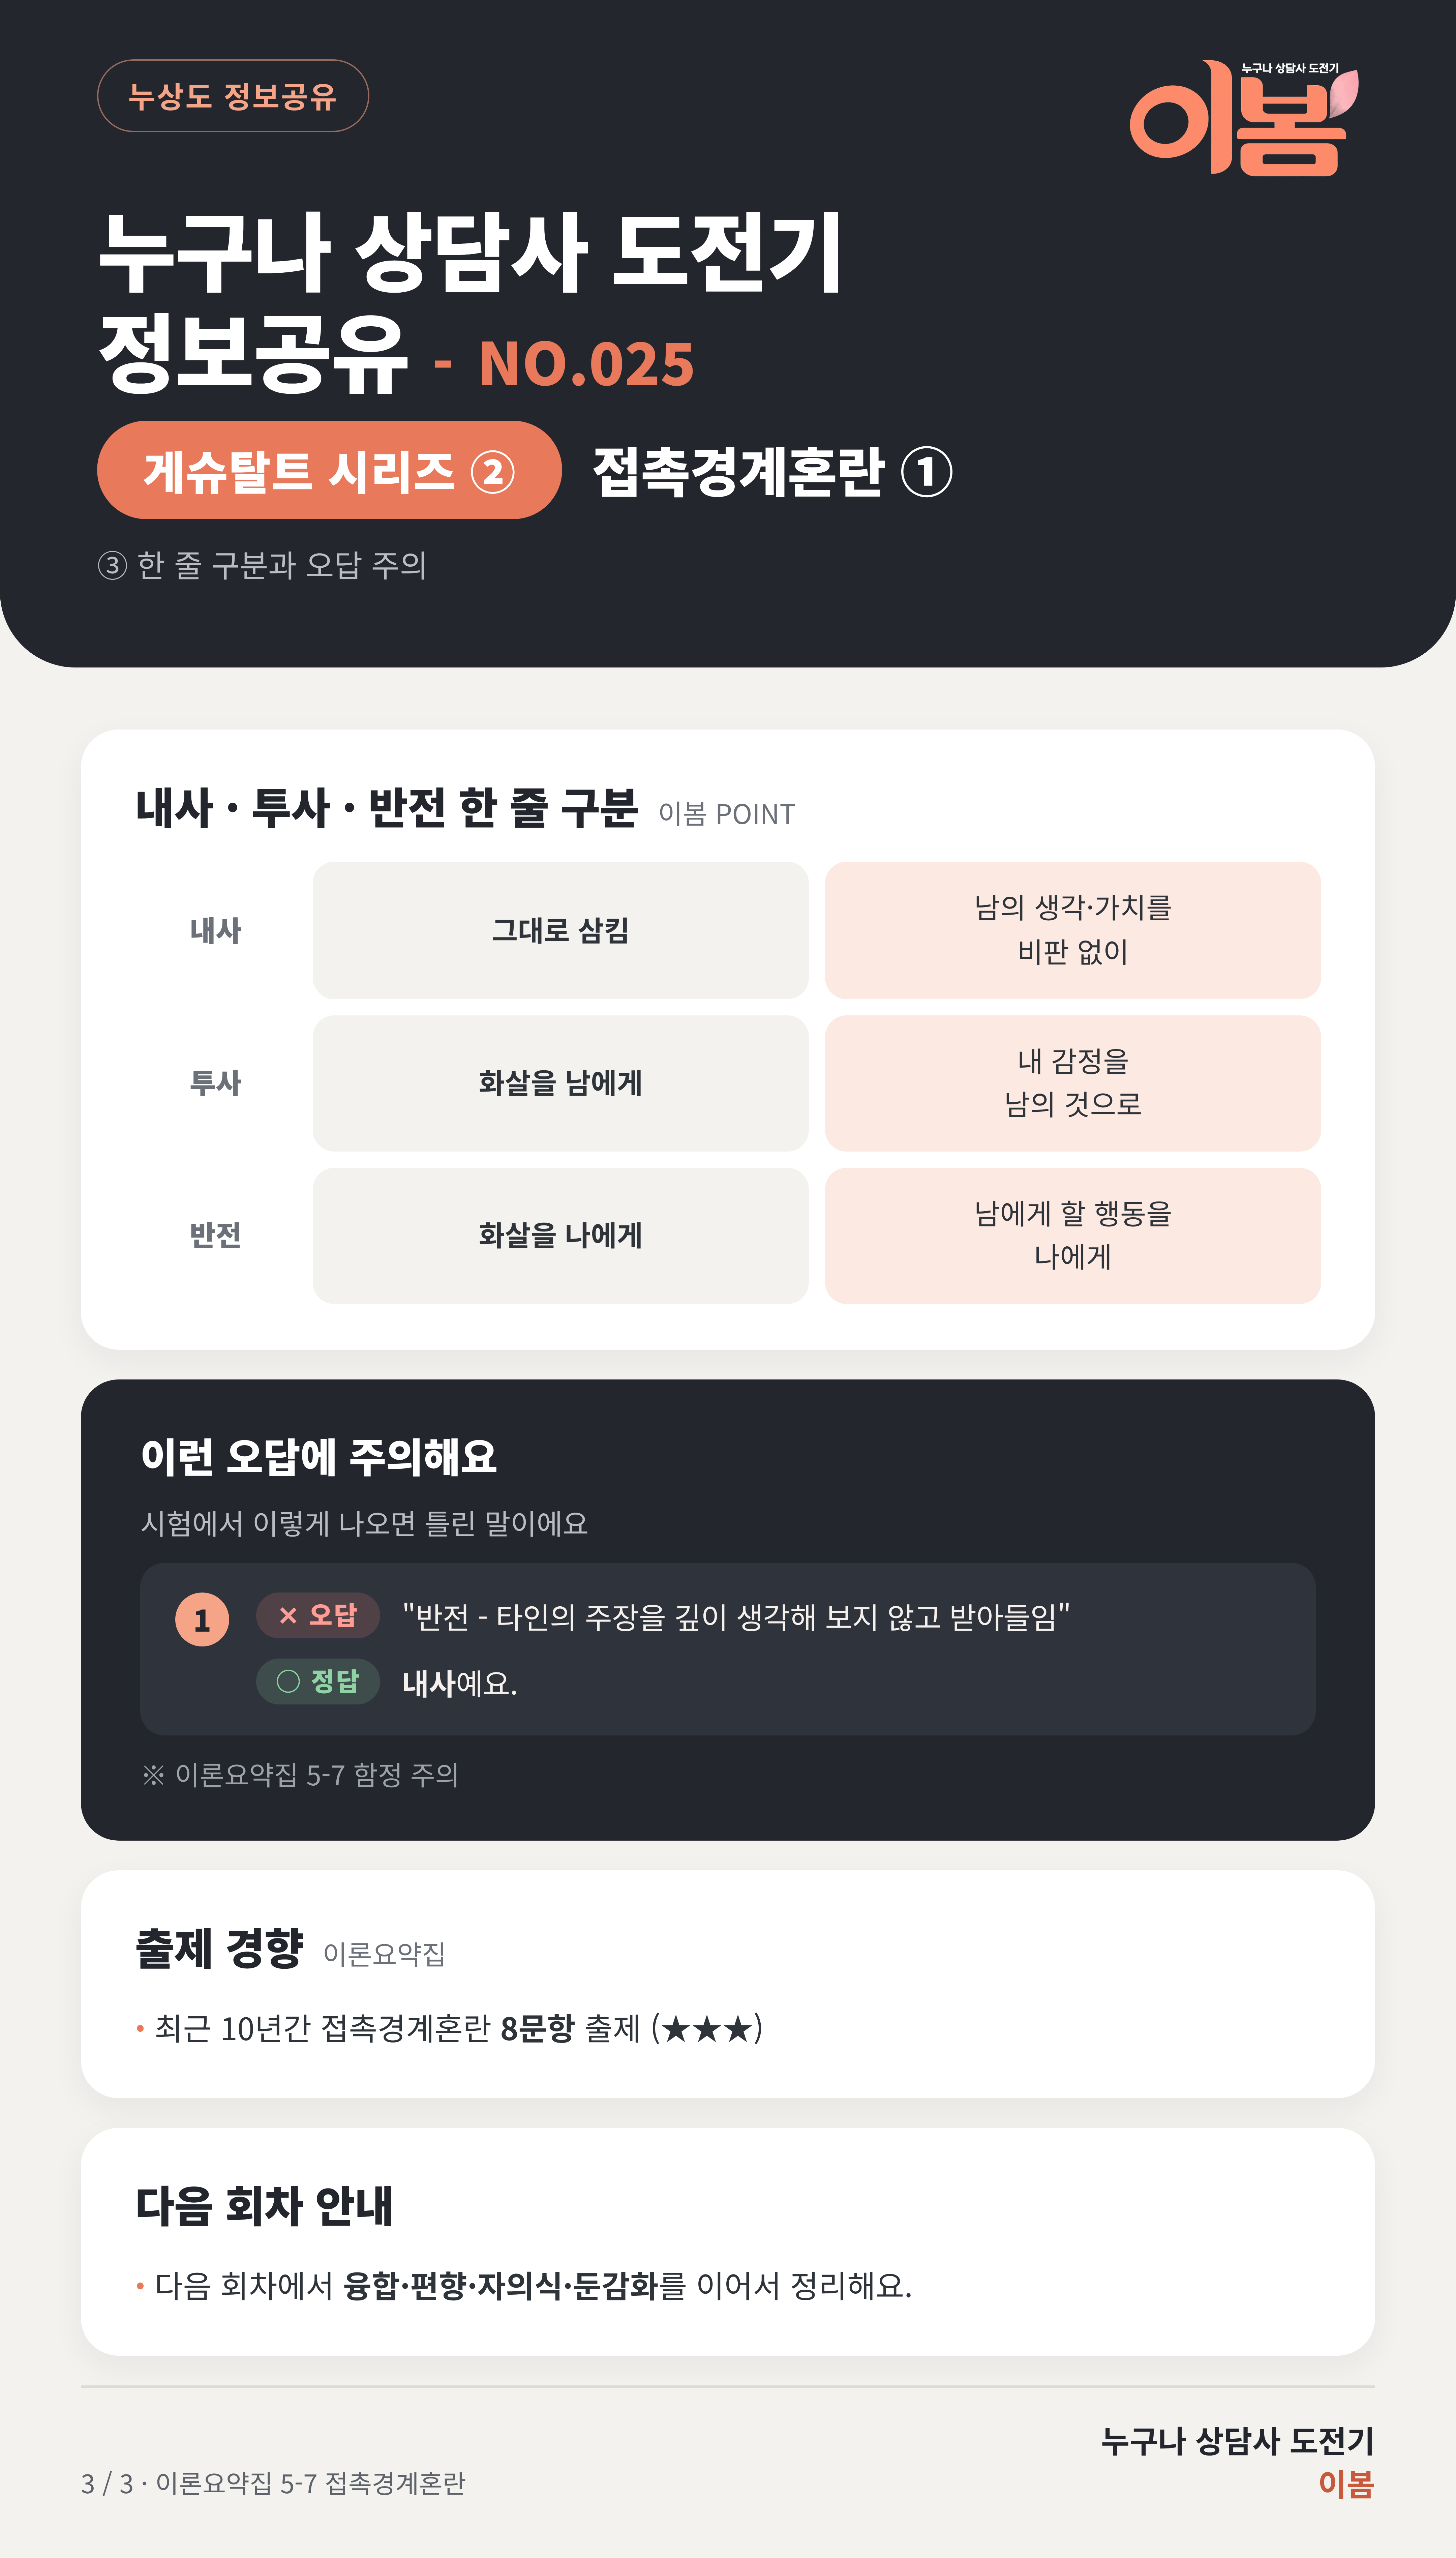 누상도 정보공유
누구나 상담사 도전기
이봄
누구나 상담사 도전기
정보공유 - NO.025
게슈탈트 시리즈 ② 접촉경계혼란 ①
③ 한 줄 구분과 오답 주의
내사 · 투사 · 반전 한 줄 구분 이봄 POINT
내사 그대로 삼킴 남의 생각·가치를
비판 없이
투사 화살을 남에게 내 감정을
남의 것으로
반전 화살을 나에게 남에게 할 행동을
나에게
이런 오답에 주의해요
시험에서 이렇게 나오면 틀린 말이에요
1 ✕ 오답 "반전 - 타인의 주장을 깊이 생각해 보지 않고 받아들임"
○ 정답 내사예요.
※ 이론요약집 5-7 함정 주의
출제 경향 이론요약집
• 최근 10년간 접촉경계혼란 8문항 출제 (★★★)
다음 회차 안내
• 다음 회차에서 융합·편향·자의식·둔감화를 이어서 정리해요.
누구나 상담사 도전기
3 / 3 · 이론요약집 5-7 접촉경계혼란 이봄